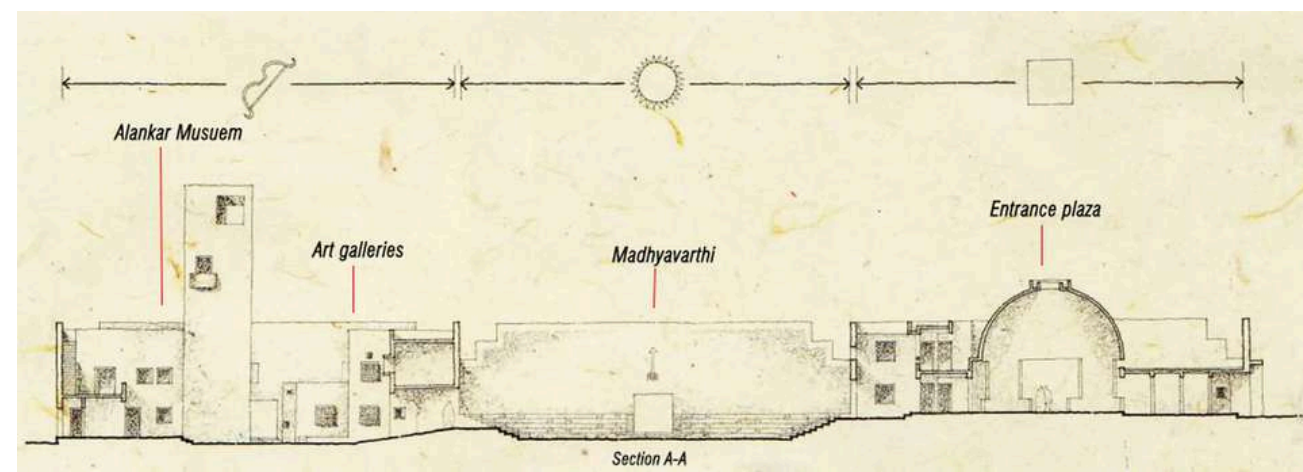 Alankar Musuem
Art galleries
Madhyavarthi
Entrance plaza
Section A-A